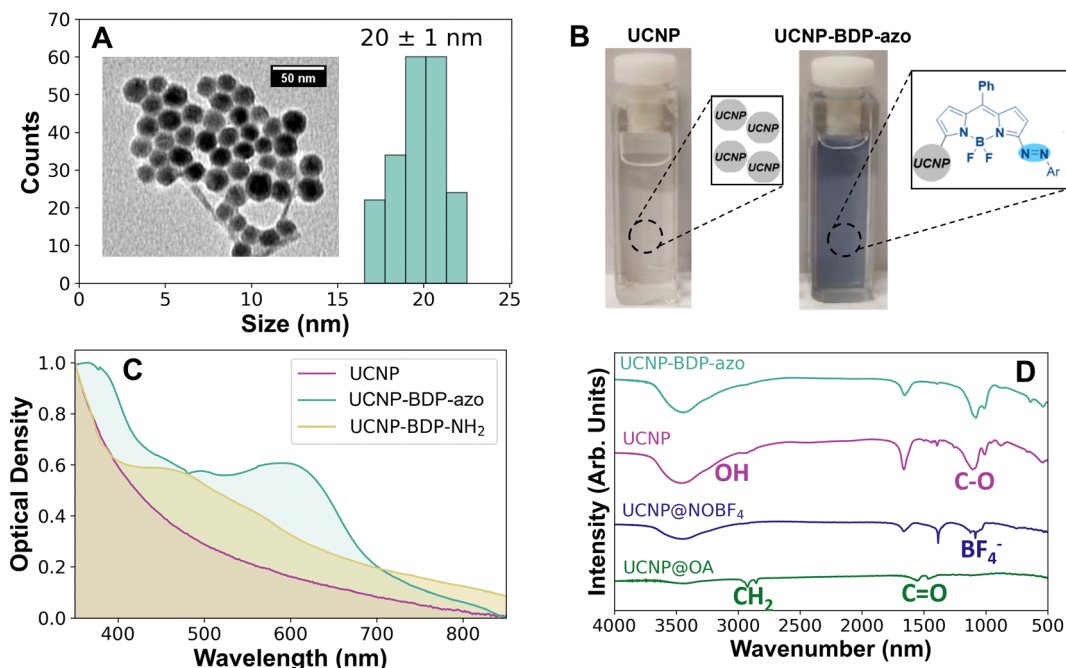 A
20 ± 1 nm
50 nm
Counts
70
60
50
40
30
20
10
0
0
5
10
15
20
25
Size (nm)
B
UCNP
UCNP-BDP-azo
UCNP
UCNP
UCNP
UCNP
Ph
N
N
B
F
F
N=N
Ar
UCNP
C
UCNP
UCNP-BDP-azo
UCNP-BDP-NH₂
Optical Density
1.0
0.8
0.6
0.4
0.2
0.0
400
500
600
700
800
Wavelength (nm)
D
Intensity (Arb. Units)
UCNP-BDP-azo
UCNP
OH
C-O
UCNP@NOBF₄
BF₄⁻
UCNP@OA
CH₂
C=O
4000
3500
3000
2500
2000
1500
1000
500
Wavenumber (nm)